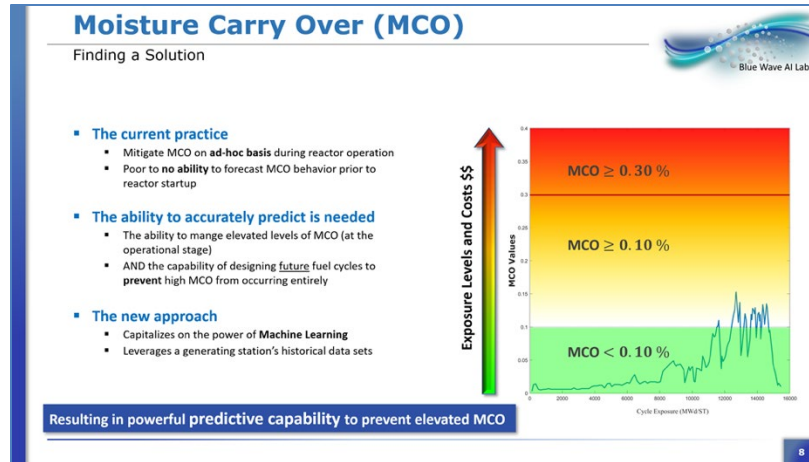 Moisture Carry Over (MCO)
Finding a Solution
Blue Wave AI Lab
▪ The current practice
▪ Mitigate MCO on ad-hoc basis during reactor operation
▪ Poor to no ability to forecast MCO behavior prior to
reactor startup
▪ The ability to accurately predict is needed
▪ The ability to mange elevated levels of MCO (at the
operational stage)
▪ AND the capability of designing future fuel cycles to
prevent high MCO from occurring entirely
▪ The new approach
▪ Capitalizes on the power of Machine Learning
▪ Leverages a generating station's historical data sets
Exposure Levels and Costs $$
MCO Values
0.4
0.35
0.3
0.25
0.2
0.15
0.1
0.05
0
MCO ≥ 0.30 %
MCO ≥ 0.10 %
MCO < 0.10 %
0 2000 4000 6000 8000 10000 12000 14000 16000
Cycle Exposure (MWd/ST)
Resulting in powerful predictive capability to prevent elevated MCO
8